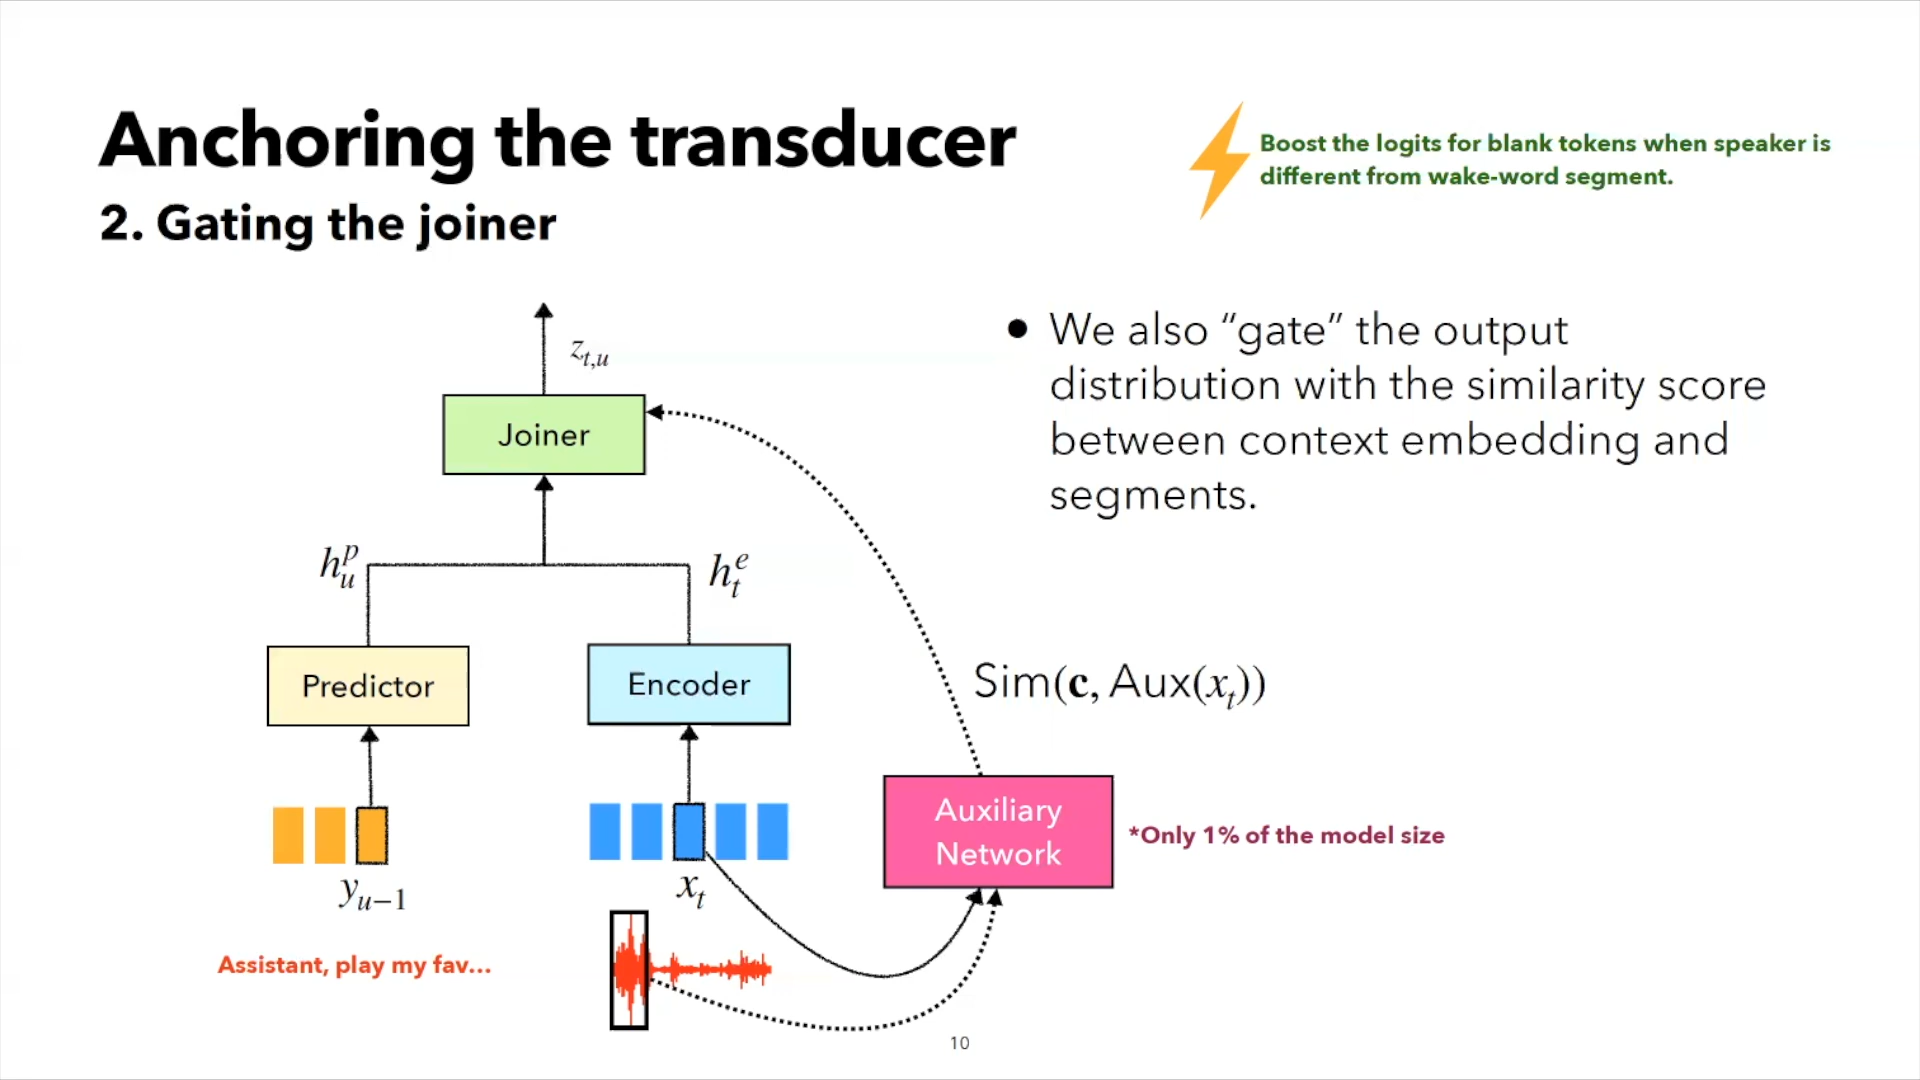 Anchoring the transducer
2. Gating the joiner
Boost the logits for blank tokens when speaker is
different from wake-word segment.
• We also “gate” the output
distribution with the similarity score
between context embedding and
segments.
z_{t,u}
Joiner
h_u^p
h_t^e
Predictor
Encoder
Sim(c, Aux(x_t))
Auxiliary
Network
*Only 1% of the model size
y_{u−1}
x_t
Assistant, play my fav...
10